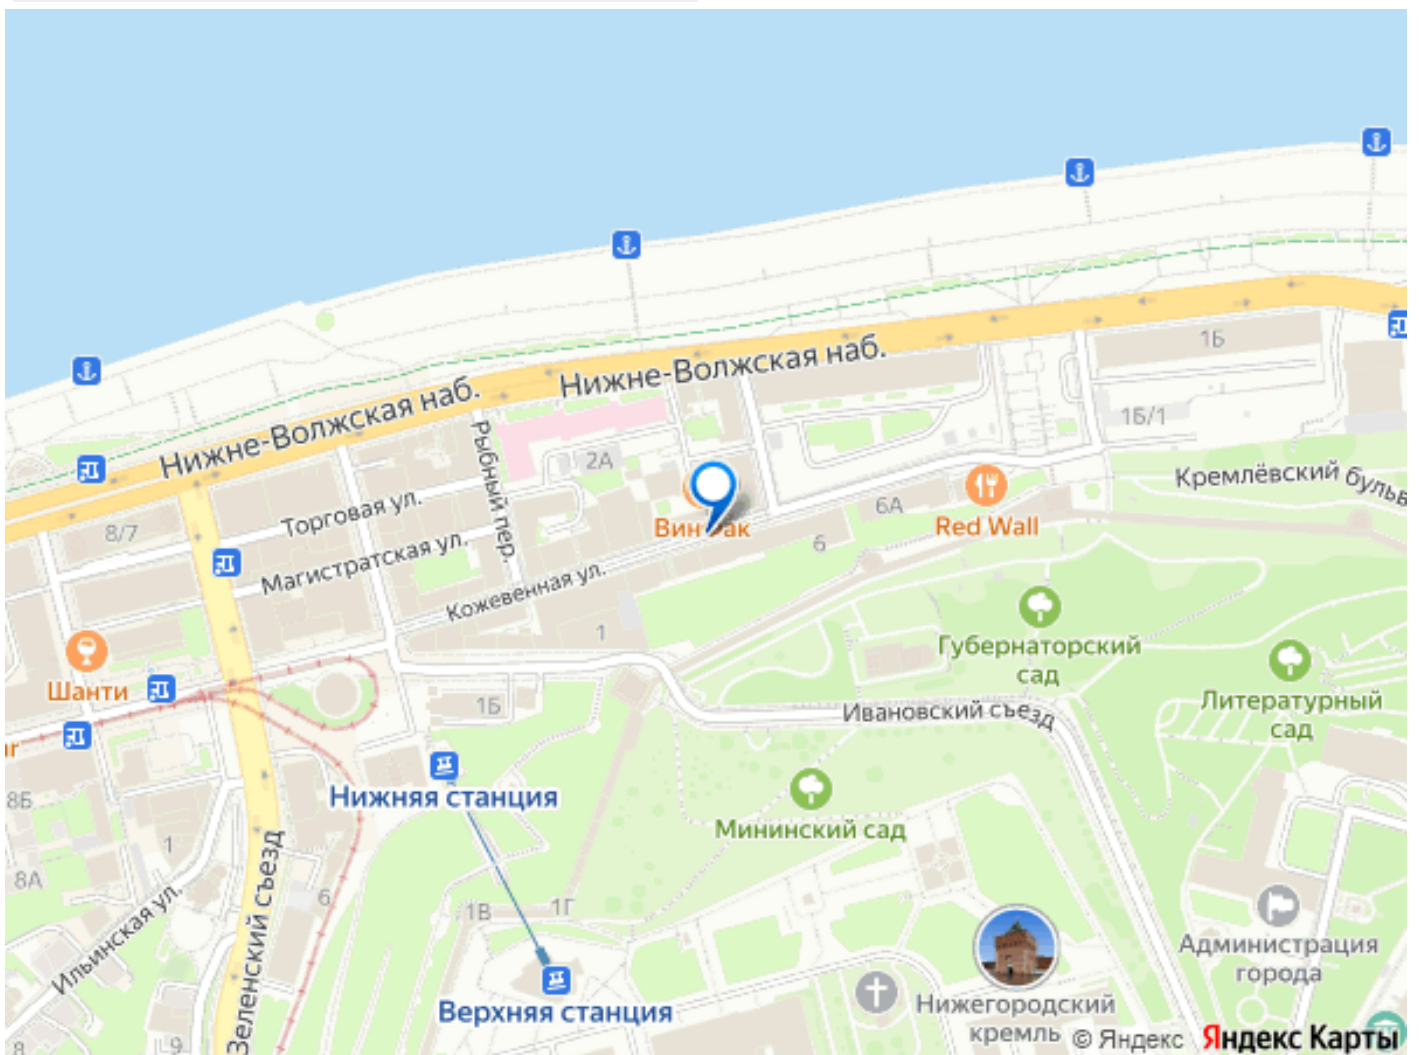 Нижне-Волжская наб.
1Б
Нижне-Волжская наб.
1Б/1
Рыбный пер.
2А
Кремлёвский
Торговая ул.
8/7
6А
Вин
Red Wall
Магистратская ул.
6
Кожевенная ул.
1
Губернаторский
сад
Шанти
Литературный
сад
1Б
Ивановский съезд
Нижняя станция
8Б
Мининский сад
1
8А
Зеленский съезд
6
Ильинская ул.
1В
1Г
Администрация
города
Верхняя станция
Нижегородский
кремль
© Яндекс
Яндекс Карты
9